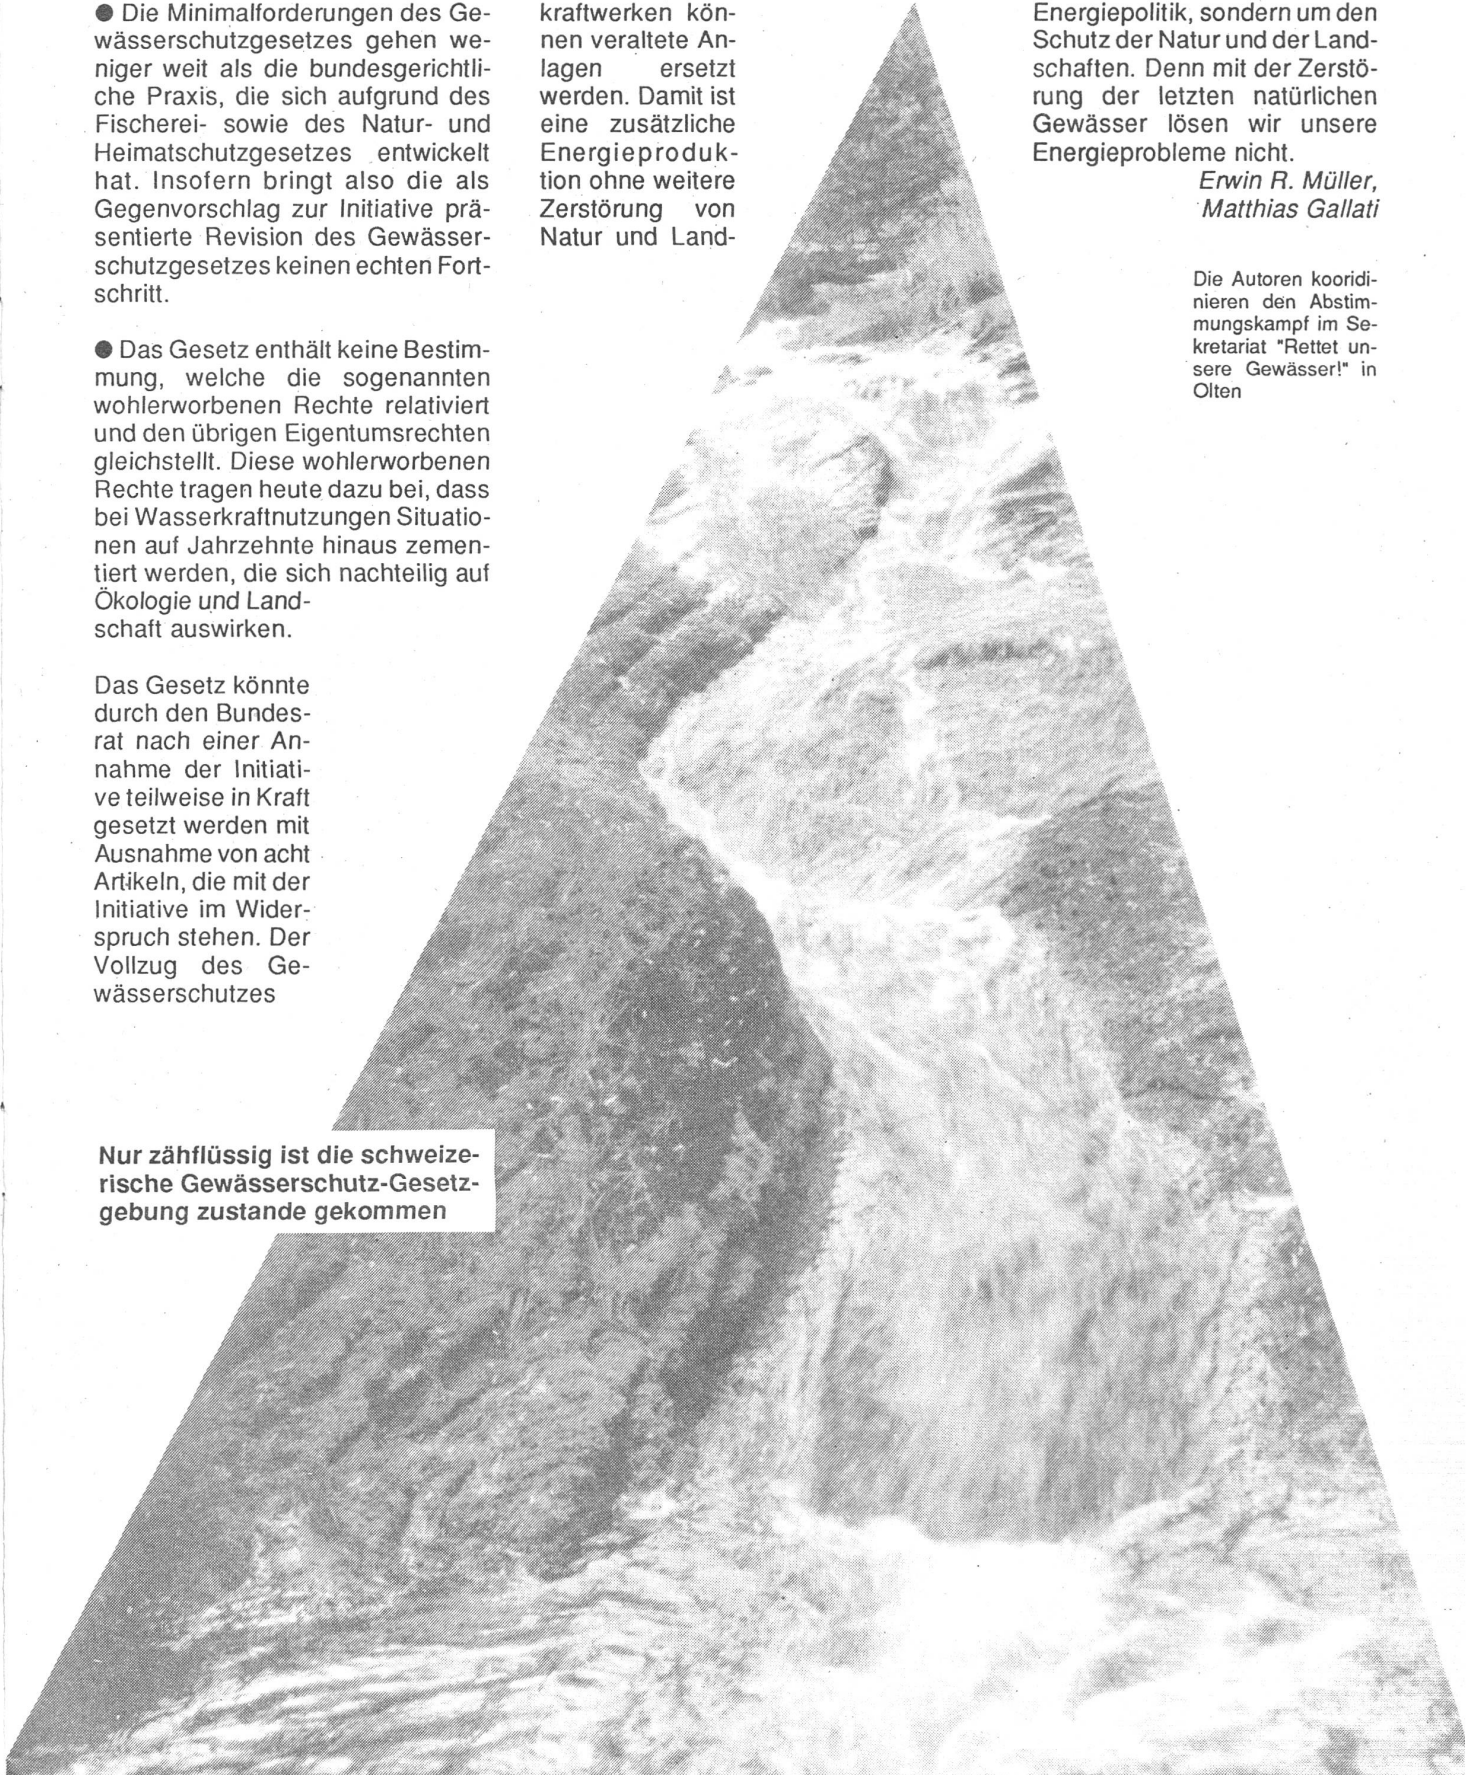 ● Die Minimalforderungen des Ge-
wässerschutzgesetzes gehen we-
niger weit als die bundesgerichtli-
che Praxis, die sich aufgrund des
Fischerei- sowie des Natur- und
Heimatschutzgesetzes entwickelt
hat. Insofern bringt also die als
Gegenvorschlag zur Initiative prä-
sentierte Revision des Gewässer-
schutzgesetzes keinen echten Fort-
schritt.
● Das Gesetz enthält keine Bestim-
mung, welche die sogenannten
wohlerworbenen Rechte relativiert
und den übrigen Eigentumsrechten
gleichstellt. Diese wohlerworbenen
Rechte tragen heute dazu bei, dass
bei Wasserkraftnutzungen Situatio-
nen auf Jahrzehnte hinaus zemen-
tiert werden, die sich nachteilig auf
Ökologie und Land-
schaft auswirken.
Das Gesetz könnte
durch den Bundes-
rat nach einer An-
nahme der Initiati-
ve teilweise in Kraft
gesetzt werden mit
Ausnahme von acht
Artikeln, die mit der
Initiative im Wider-
spruch stehen. Der
Vollzug des Ge-
wässerschutzes
kraftwerken kön-
nen veraltete An-
lagen ersetzt
werden. Damit ist
eine zusätzliche
Energieproduk-
tion ohne weitere
Zerstörung von
Natur und Land-
Energiepolitik, sondern um den
Schutz der Natur und der Land-
schaften. Denn mit der Zerstö-
rung der letzten natürlichen
Gewässer lösen wir unsere
Energieprobleme nicht.
Erwin R. Müller,
Matthias Gallati
Die Autoren kooridi-
nieren den Abstim-
mungskampf im Se-
kretariat "Rettet un-
sere Gewässer!" in
Olten
Nur zähflüssig ist die schweize-
rische Gewässerschutz-Gesetz-
gebung zustande gekommen